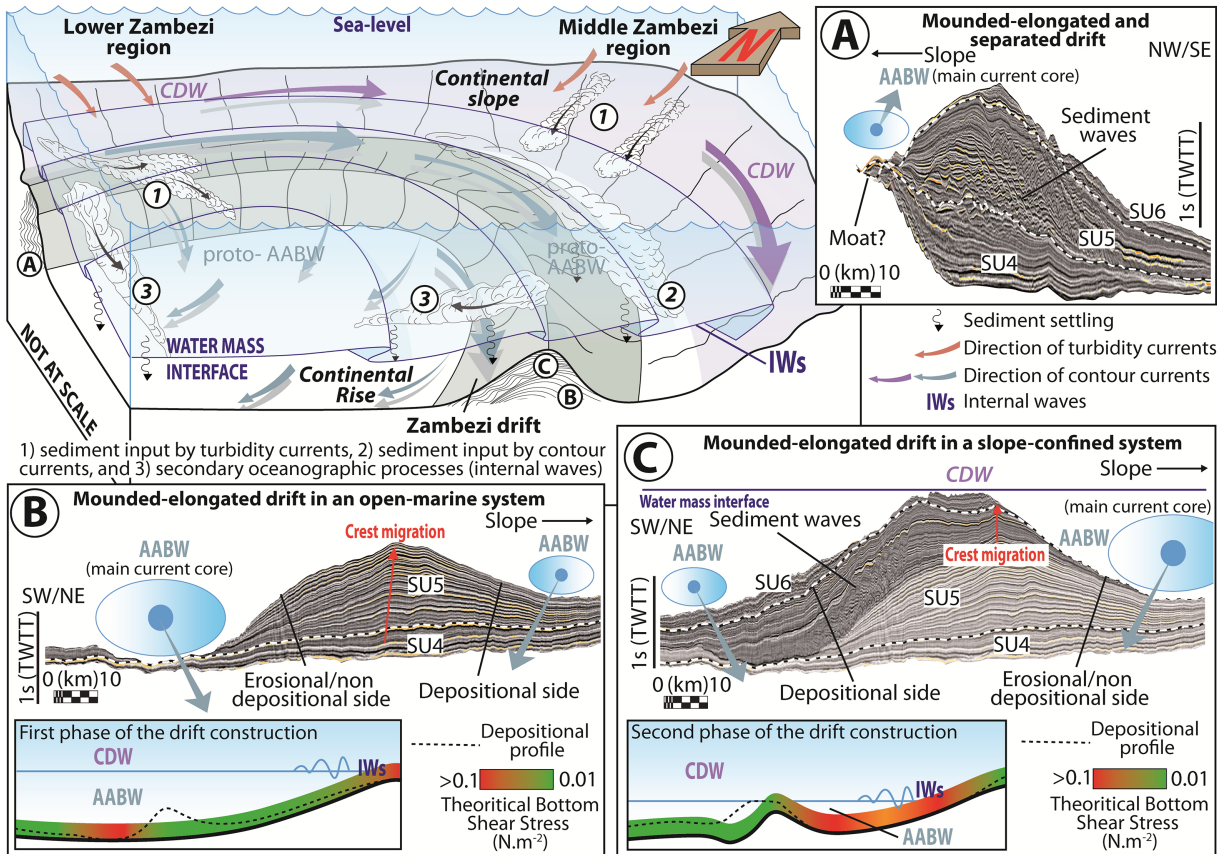 Lower Zambezi
region
Sea-level
Middle Zambezi
region
N
CDW
Continental
slope
1
CDW
1
proto- AABW
proto-
AABW
A
3
3
2
WATER MASS
INTERFACE
Continental
Rise
IWs
C
B
NOT AT SCALE
Zambezi drift
1) sediment input by turbidity currents, 2) sediment input by contour
currents, and 3) secondary oceanographic processes (internal waves)
A
Mounded-elongated and
separated drift
Slope
NW/SE
AABW (main current core)
Sediment
waves
1s (TWTT)
SU6
SU5
SU4
Moat?
0 (km) 10
Sediment settling
Direction of turbidity currents
Direction of contour currents
IWs Internal waves
B
Mounded-elongated drift in an open-marine system
Slope
Crest migration
AABW
(main current core)
AABW
SW/NE
SU5
SU4
1s (TWTT)
0 (km)10
Erosional/non
depositional side
Depositional side
First phase of the drift construction
CDW
IWs
AABW
Depositional
profile
>0.1 0.01
Theoritical Bottom
Shear Stress
(N.m-2)
C
Mounded-elongated drift in a slope-confined system
CDW
Slope
Water mass interface
(main current core)
SW/NE
Sediment waves
AABW
AABW
Crest migration
SU6
SU5
SU4
1s (TWTT)
0 (km)10
Depositional side
Erosional/non
depositional side
Second phase of the drift construction
CDW
IWs
AABW
Depositional
profile
>0.1 0.01
Theoritical Bottom
Shear Stress
(N.m-2)